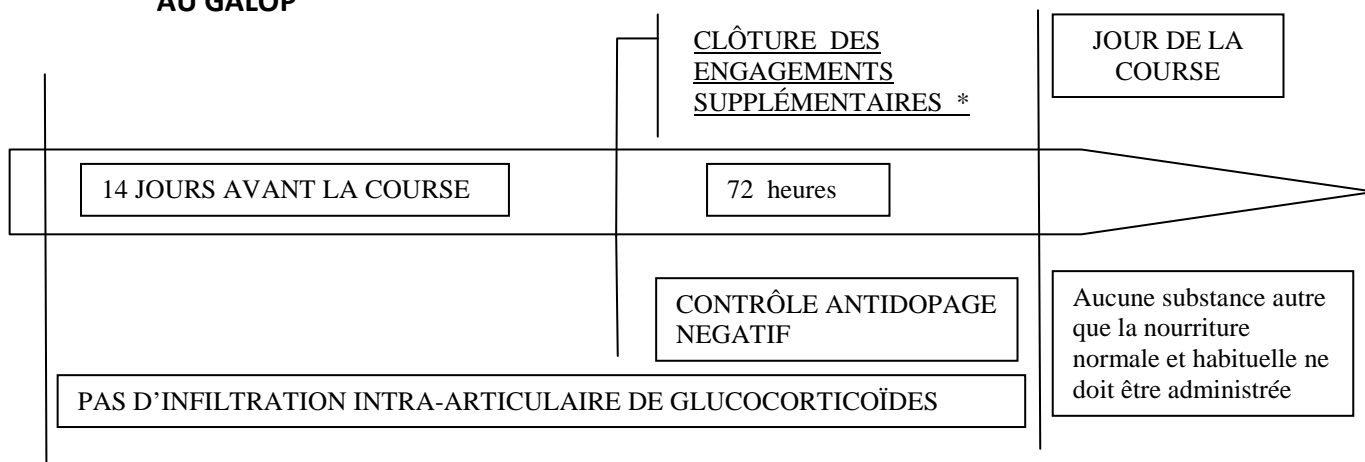 AU GALOP
CLÔTURE DES
ENGAGEMENTS
SUPPLÉMENTAIRES *
JOUR DE LA
COURSE
14 JOURS AVANT LA COURSE
72 heures
CONTRÔLE ANTIDOPAGE
NEGATIF
Aucune substance autre
que la nourriture
normale et habituelle ne
doit être administrée
PAS D'INFILTRATION INTRA-ARTICULAIRE DE GLUCOCORTICOÏDES